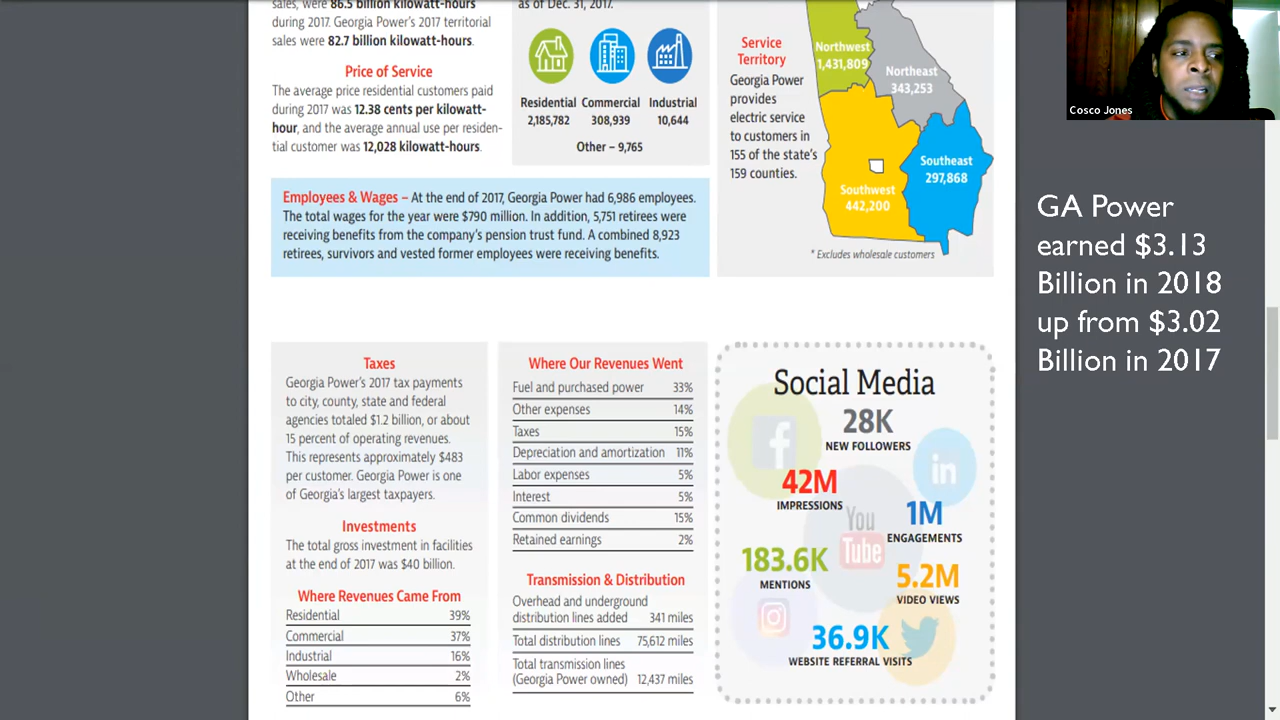 sales, were 86.5 billion kilowatt-hours
during 2017. Georgia Power's 2017 territorial
sales were 82.7 billion kilowatt-hours.
Price of Service
The average price residential customers paid
during 2017 was 12.38 cents per kilowatt-
hour, and the average annual use per residen-
tial customer was 12,028 kilowatt-hours.
as of Dec. 31, 2017.
Residential Commercial Industrial
2,185,782 308,939 10,644
Other – 9,765
Employees & Wages – At the end of 2017, Georgia Power had 6,986 employees.
The total wages for the year were $790 million. In addition, 5,751 retirees were
receiving benefits from the company's pension trust fund. A combined 8,923
retirees, survivors and vested former employees were receiving benefits.
Service
Territory
Georgia Power
provides
electric service
to customers in
155 of the state's
159 counties.
Northwest
1,431,809
Northeast
343,253
Southeast
297,868
Southwest
442,200
* Excludes wholesale customers
Cosco Jones
GA Power
earned $3.13
Billion in 2018
up from $3.02
Billion in 2017
Taxes
Georgia Power's 2017 tax payments
to city, county, state and federal
agencies totaled $1.2 billion, or about
15 percent of operating revenues.
This represents approximately $483
per customer. Georgia Power is one
of Georgia's largest taxpayers.
Investments
The total gross investment in facilities
at the end of 2017 was $40 billion.
Where Revenues Came From
Residential 39%
Commercial 37%
Industrial 16%
Wholesale 2%
Other 6%
Where Our Revenues Went
Fuel and purchased power 33%
Other expenses 14%
Taxes 15%
Depreciation and amortization 11%
Labor expenses 5%
Interest 5%
Common dividends 15%
Retained earnings 2%
Transmission & Distribution
Overhead and underground
distribution lines added 341 miles
Total distribution lines 75,612 miles
Total transmission lines
(Georgia Power owned) 12,437 miles
Social Media
28K
NEW FOLLOWERS
in
42M
IMPRESSIONS
You
Tube
1M
ENGAGEMENTS
183.6K
MENTIONS
5.2M
VIDEO VIEWS
36.9K
WEBSITE REFERRAL VISITS